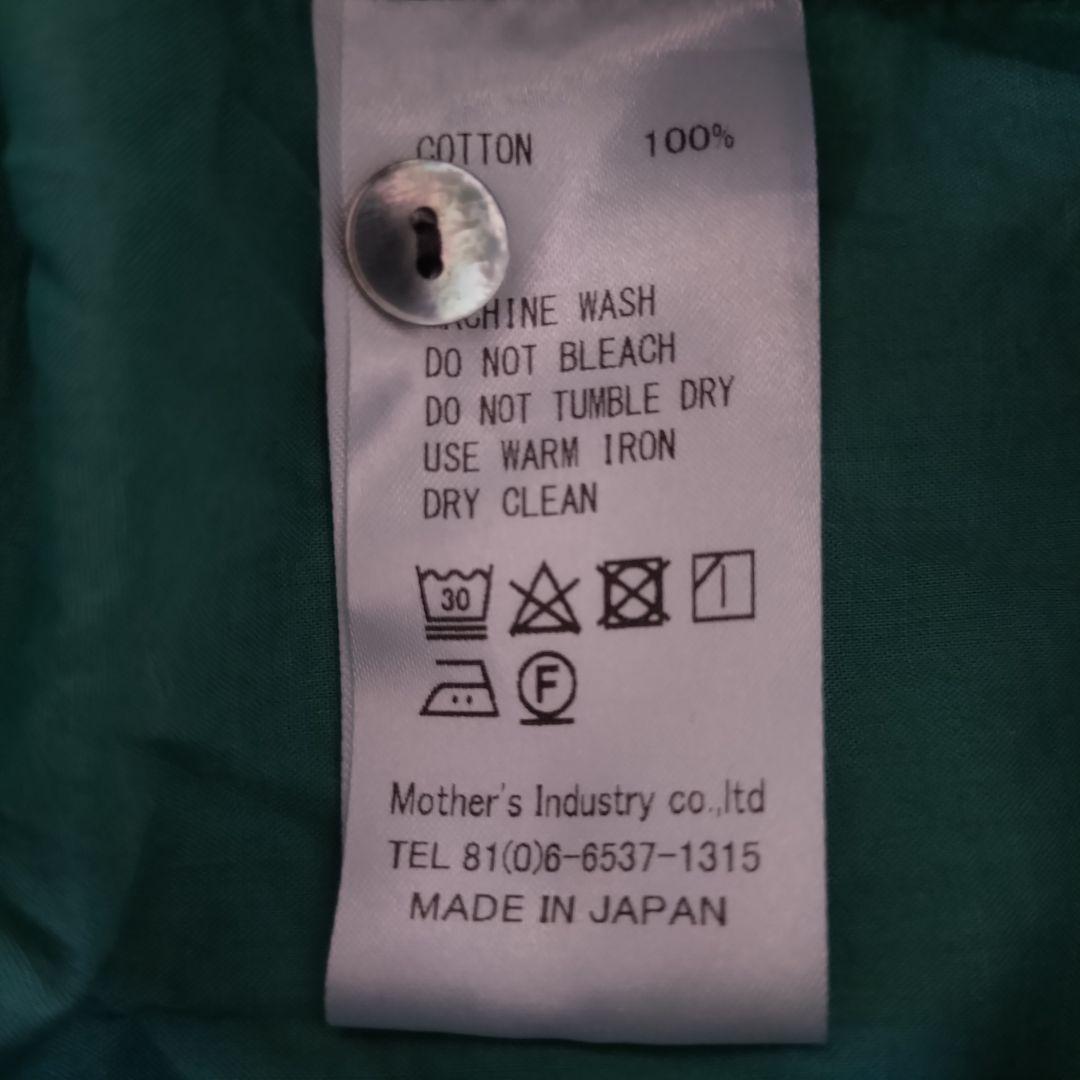 COTTON 100%
MACHINE WASH
DO NOT BLEACH
DO NOT TUMBLE DRY
USE WARM IRON
DRY CLEAN
30
F
Mother's Industry co.,ltd
TEL 81(0)6-6537-1315
MADE IN JAPAN